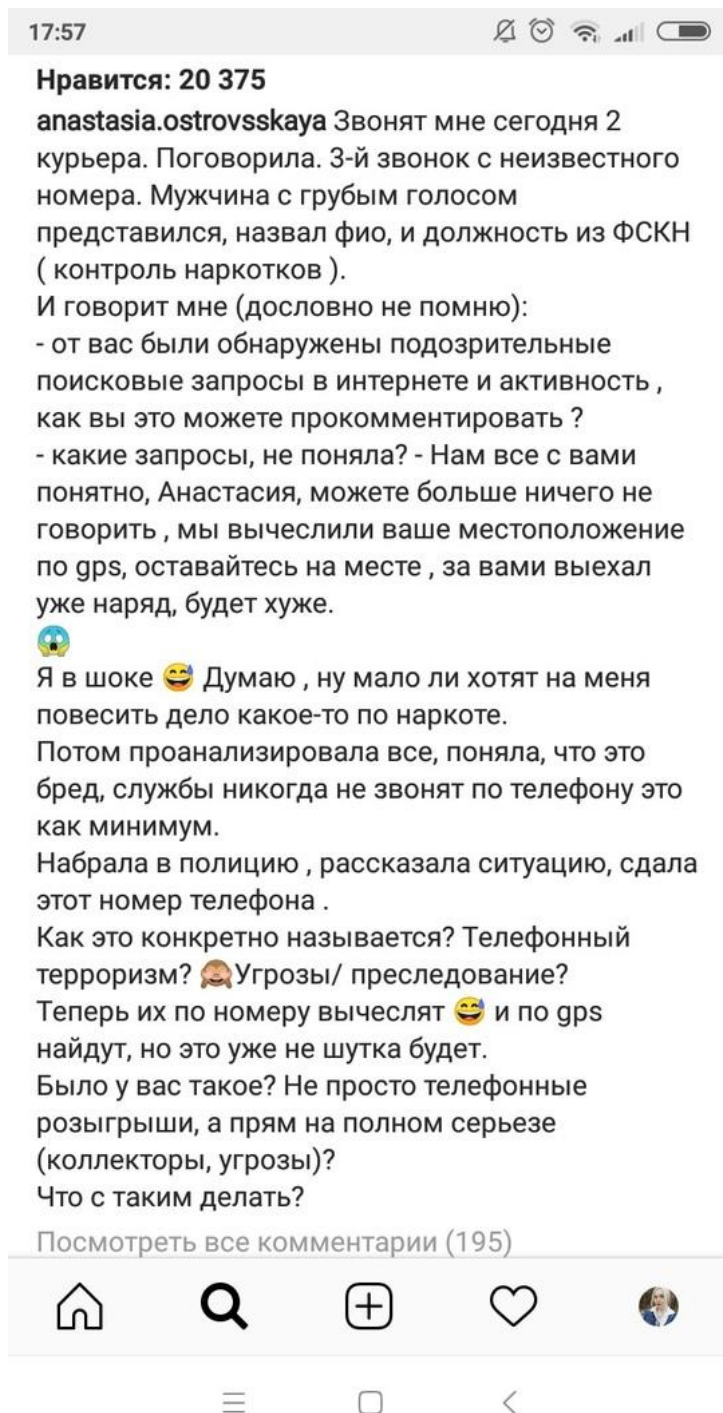 17:57
Нравится: 20 375
anastasia.ostrovsskaya Звонят мне сегодня 2
курьера. Поговорила. 3-й звонок с неизвестного
номера. Мужчина с грубым голосом
представился, назвал фио, и должность из ФСКН
( контроль наркотков ).
И говорит мне (дословно не помню):
- от вас были обнаружены подозрительные
поисковые запросы в интернете и активность ,
как вы это можете прокомментировать ?
- какие запросы, не поняла? - Нам все с вами
понятно, Анастасия, можете больше ничего не
говорить , мы вычеслили ваше местоположение
по gps, оставайтесь на месте , за вами выехал
уже наряд, будет хуже.
😱
Я в шоке 😅 Думаю , ну мало ли хотят на меня
повесить дело какое-то по наркоте.
Потом проанализировала все, поняла, что это
бред, службы никогда не звонят по телефону это
как минимум.
Набрала в полицию , рассказала ситуацию, сдала
этот номер телефона .
Как это конкретно называется? Телефонный
терроризм? 🙈Угрозы/ преследование?
Теперь их по номеру вычеслят 😅 и по gps
найдут, но это уже не шутка будет.
Было у вас такое? Не просто телефонные
розыгрыши, а прям на полном серьезе
(коллекторы, угрозы)?
Что с таким делать?
Посмотреть все комментарии (195)